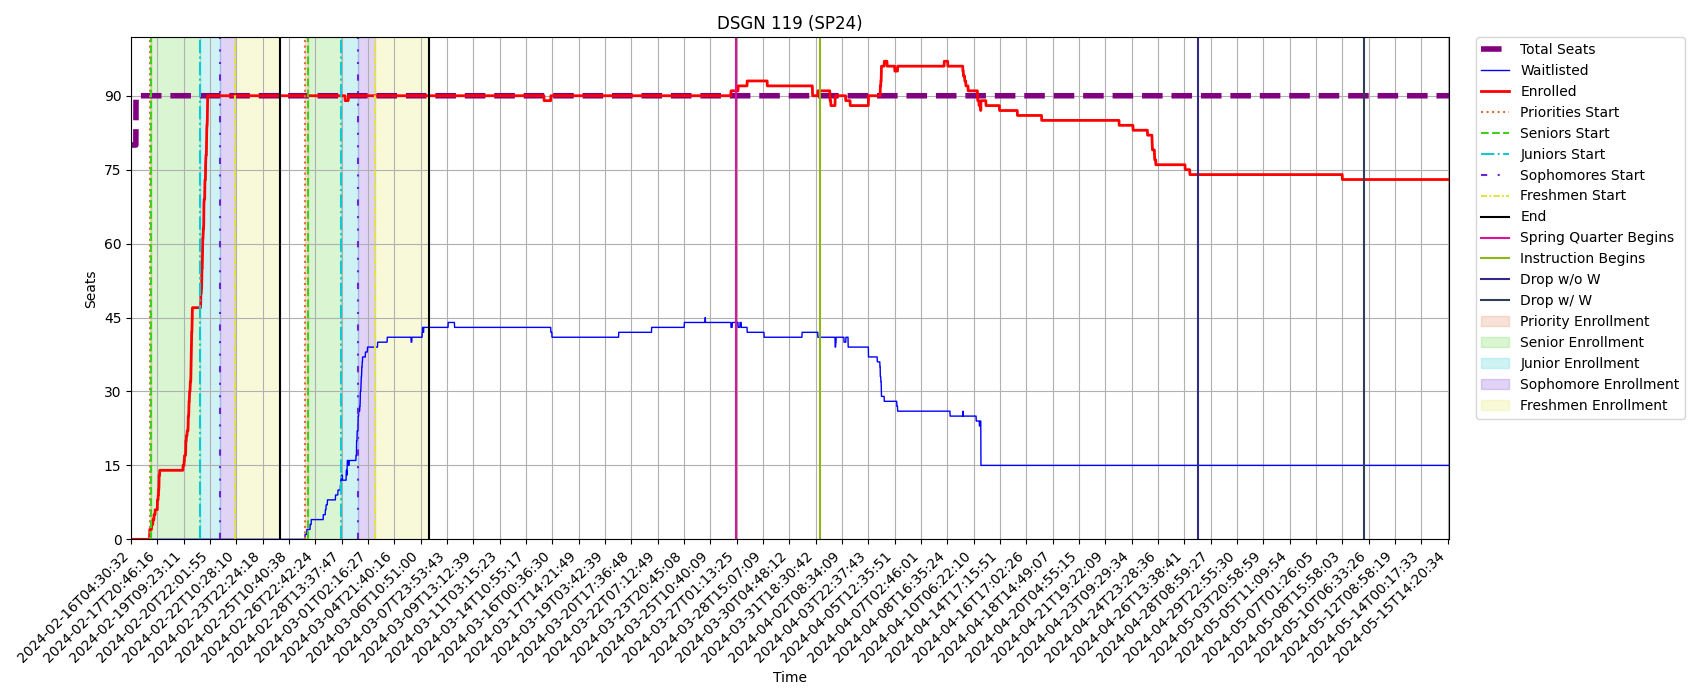 DSGN 119 (SP24)
Seats
90
75
60
45
30
15
0
2024-02-16T04:30:32
2024-02-17T20:46:16
2024-02-19T09:23:11
2024-02-20T22:01:55
2024-02-22T10:28:10
2024-02-23T22:24:18
2024-02-25T10:40:38
2024-02-26T22:42:24
2024-02-28T13:37:47
2024-03-01T02:16:27
2024-03-04T21:40:16
2024-03-06T10:51:00
2024-03-07T23:53:43
2024-03-09T13:12:39
2024-03-11T03:15:23
2024-03-14T10:55:17
2024-03-16T00:36:30
2024-03-17T14:21:49
2024-03-19T03:42:39
2024-03-20T17:36:48
2024-03-22T07:12:49
2024-03-23T20:45:08
2024-03-25T10:40:09
2024-03-27T01:13:25
2024-03-28T15:07:09
2024-03-30T04:48:12
2024-03-31T18:30:42
2024-04-02T08:34:09
2024-04-03T22:37:43
2024-04-05T12:35:51
2024-04-07T02:46:01
2024-04-08T16:35:24
2024-04-10T06:22:10
2024-04-14T17:15:51
2024-04-16T17:02:26
2024-04-18T14:49:07
2024-04-20T04:55:15
2024-04-21T19:22:09
2024-04-23T09:29:34
2024-04-24T23:28:36
2024-04-26T13:38:41
2024-04-28T08:59:27
2024-04-29T22:55:30
2024-05-03T20:58:59
2024-05-05T11:09:54
2024-05-07T01:26:05
2024-05-08T15:58:03
2024-05-10T06:33:26
2024-05-12T08:58:19
2024-05-14T00:17:33
2024-05-15T14:20:34
Time
Total Seats
Waitlisted
Enrolled
Priorities Start
Seniors Start
Juniors Start
Sophomores Start
Freshmen Start
End
Spring Quarter Begins
Instruction Begins
Drop w/o W
Drop w/ W
Priority Enrollment
Senior Enrollment
Junior Enrollment
Sophomore Enrollment
Freshmen Enrollment